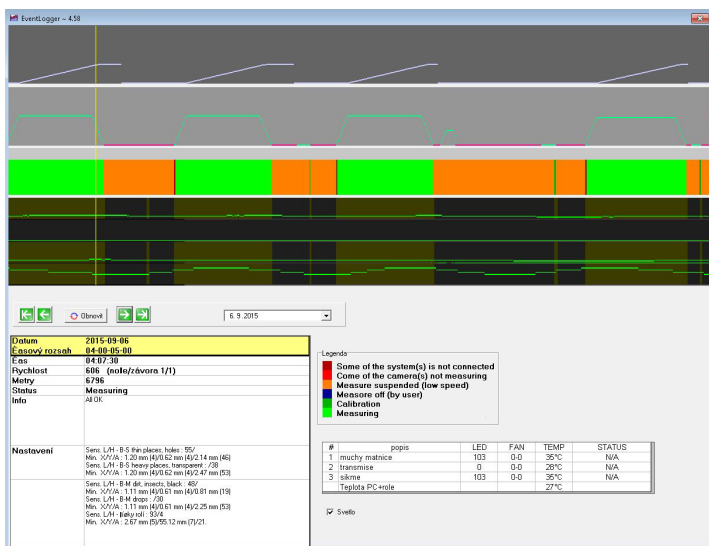 EventLogger ~ 4.58
Obnovit
6. 9. 2015
Datum 2015-09-06
Èasový rozsah 04-00-05-00
Èas 04:07:30
Rychlost 606 (nole/závora 1/1)
Metry 6796
Status Measuring
Info All OK
Nastavení Sens. L/H - B-S thin places, holes : 55/
Min. X/Y/A : 1.20 mm (4)/0.62 mm (4)/2.14 mm (46)
Sens. L/H - B-S heavy places, transparent : /38
Min. X/Y/A : 1.20 mm (4)/0.62 mm (4)/2.47 mm (53)
Sens. L/H - B-M dirt, insects, black : 48/
Min. X/Y/A : 1.11 mm (4)/0.61 mm (4)/0.81 mm (19)
Sens. L/H - B-M drops : /30
Min. X/Y/A : 1.11 mm (4)/0.61 mm (4)/2.25 mm (53)
Sens. L/H - rolí : 93/4
Min. X/Y/A : 2.67 mm (5)/55.12 mm (7)/21.
Legenda
Some of the system(s) is not connected
Come of the camera(s) not measuring
Measure suspended (low speed)
Measore off (by user)
Calibration
Measuring
# popis LED FAN TEMP STATUS
1 muchy matnice 103 0-0 35°C N/A
2 transmise 0 0-0 28°C N/A
3 sikme 103 0-0 35°C N/A
Teplota PC+role 27°C
Svetlo